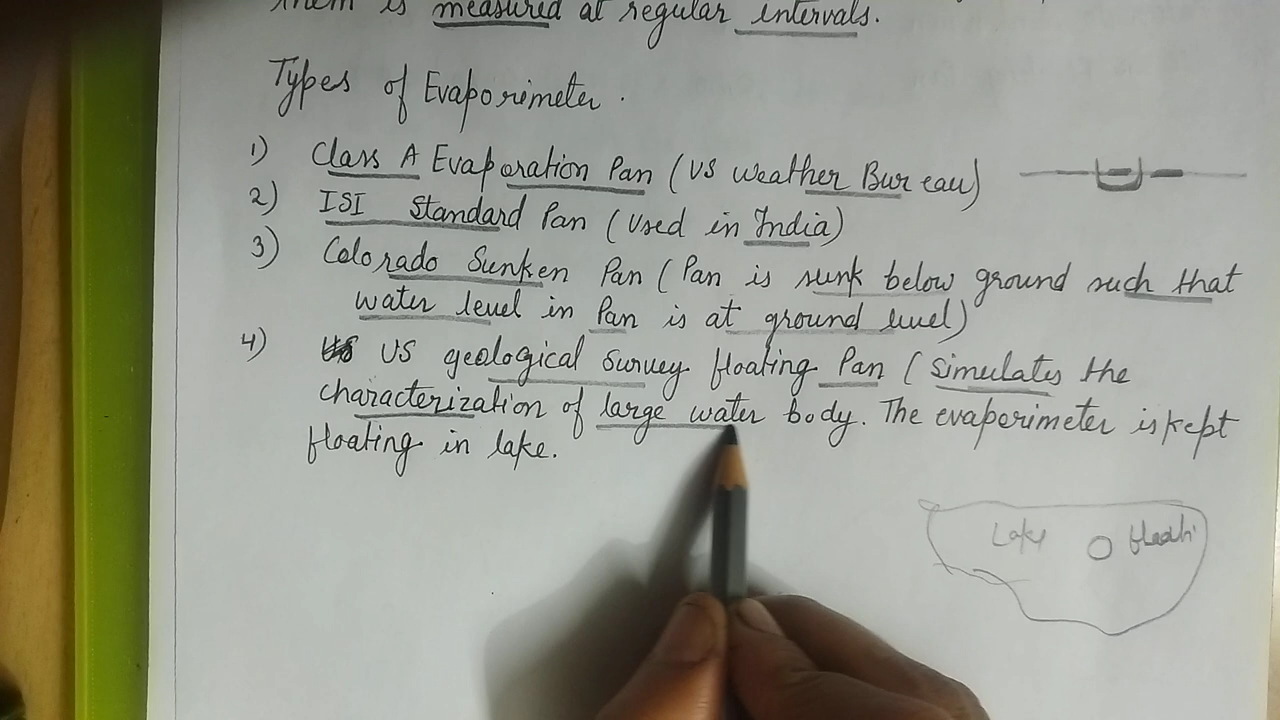 them is measured at regular intervals.
Types of Evaporimeter.
1) Class A Evaporation Pan (US Weather Bureau)
2) ISI Standard Pan (Used in India)
3) Colorado Sunken Pan (Pan is sunk below ground such that
water level in Pan is at ground level)
4) US geological Survey floating Pan (Simulates the
characterization of large water body. The evaporimeter is kept
floating in lake.
Lake